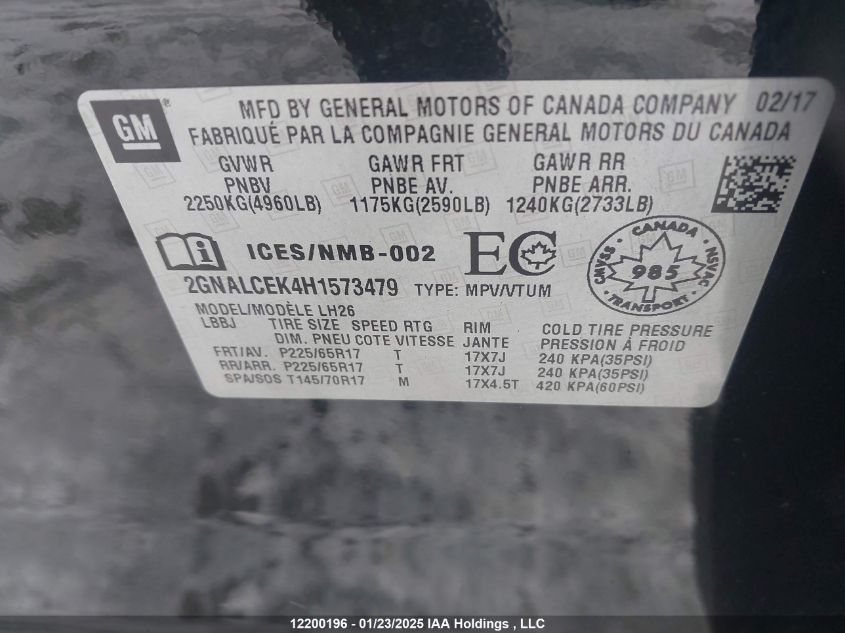 GM ® MFD BY GENERAL MOTORS OF CANADA COMPANY 02/17
FABRIQUÉ PAR LA COMPAGNIE GENERAL MOTORS DU CANADA
GVWR GAWR FRT GAWR RR
PNBV PNBE AV. PNBE ARR.
2250KG(4960LB) 1175KG(2590LB) 1240KG(2733LB)
i ICES/NMB-002 EC
CANADA
CMVSS 985 NSVAC
TRANSPORT
2GNALCEK4H1573479 TYPE: MPV/VTUM
MODEL/MODÈLE LH26
LBBJ TIRE SIZE SPEED RTG RIM COLD TIRE PRESSURE
DIM. PNEU COTE VITESSE JANTE PRESSION À FROID
FRT/AV. P225/65R17 T 17X7J 240 KPA(35PSI)
RR/ARR. P225/65R17 T 17X7J 240 KPA(35PSI)
SPA/SOS T145/70R17 M 17X4.5T 420 KPA(60PSI)
12200196 - 01/23/2025 IAA Holdings , LLC